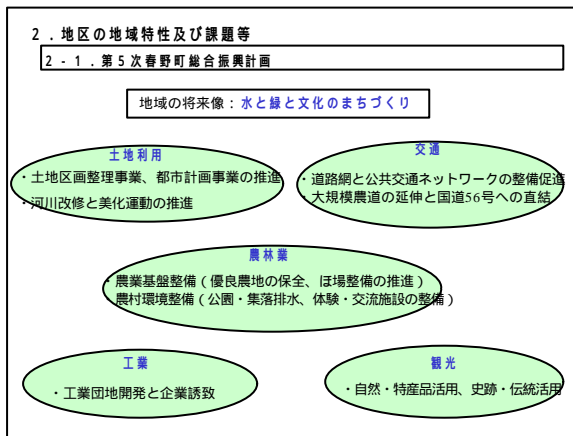 ２．地区の地域特性及び課題等
２-１．第５次春野町総合振興計画
地域の将来像：水と緑と文化のまちづくり
土地利用
・土地区画整理事業、都市計画事業の推進
・河川改修と美化運動の推進
交通
・道路網と公共交通ネットワークの整備促進
・大規模農道の延伸と国道56号への直結
農林業
・農業基盤整備（優良農地の保全、ほ場整備の推進）
・農村環境整備（公園・集落排水、体験・交流施設の整備）
工業
・工業団地開発と企業誘致
観光
・自然・特産品活用、史跡・伝統活用